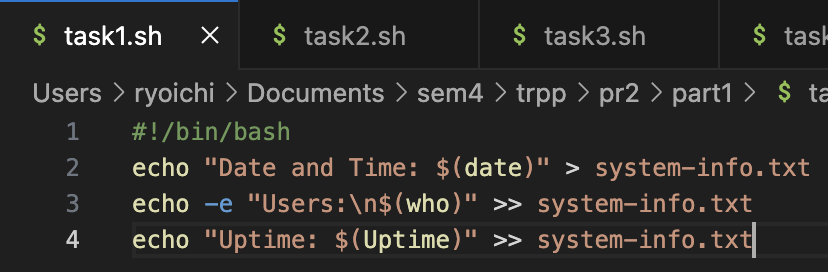 $ task1.sh × $ task2.sh $ task3.sh $ task
Users > ryoichi > Documents > sem4 > trpp > pr2 > part1 > $ ta
1 #!/bin/bash
2 echo "Date and Time: $(date)" > system-info.txt
3 echo -e "Users:\n$(who)" >> system-info.txt
4 echo "Uptime: $(Uptime)" >> system-info.txt